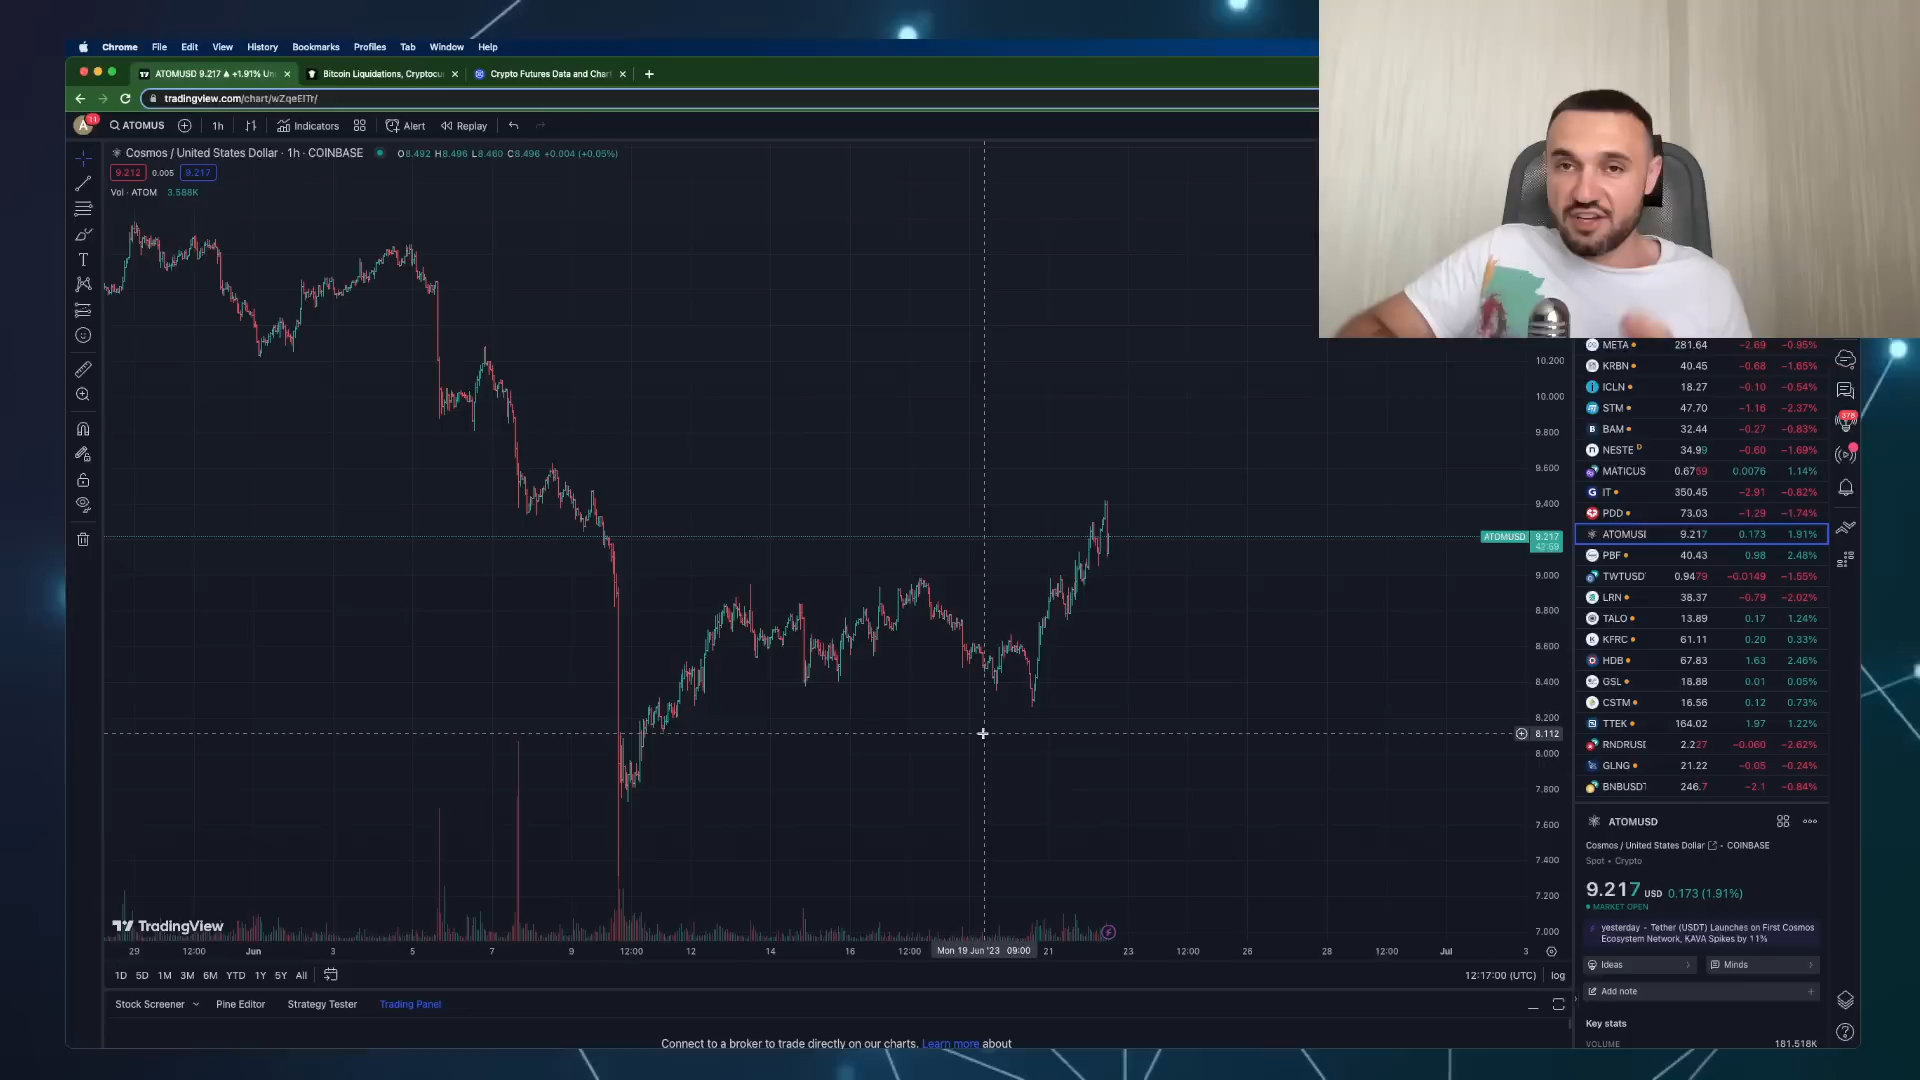 Chrome File Edit View History Bookmarks Profiles Tab Window Help
ATOMUSD 9.217 ▲ +1.91% Un
Bitcoin Liquidations, Cryptocu
Crypto Futures Data and Chart
tradingview.com/chart/wZqeEITr/
A 11 ATOMUS 1h Indicators Alert Replay
Cosmos / United States Dollar · 1h · COINBASE O8.492 H8.496 L8.460 C8.496 +0.004 (+0.05%)
9.212 0.005 9.217
Vol · ATOM 3.588K
10.200
10.000
9.800
9.600
9.400
ATOMUSD 9.217
42:59
9.000
8.800
8.600
8.400
8.200
8.112
8.000
7.800
7.600
7.400
7.200
7.000
TradingView
29 12:00 Jun 3 5 7 9 12:00 12 14 16 12:00 Mon 19 Jun '23 09:00 21 23 12:00 26 28 12:00 Jul 3
1D 5D 1M 3M 6M YTD 1Y 5Y All
12:17:00 (UTC) log
Stock Screener Pine Editor Strategy Tester Trading Panel
Connect to a broker to trade directly on our charts. Learn more about
META 281.64 −2.69 −0.95%
KRBN 40.45 −0.68 −1.65%
ICLN 18.27 −0.10 −0.54%
STM 47.70 −1.16 −2.37%
BAM 32.44 −0.27 −0.83%
NESTE D 34.99 −0.60 −1.69%
MATICUS 0.6759 0.0076 1.14%
IT 350.45 −2.91 −0.82%
PDD 73.03 −1.29 −1.74%
ATOMUSI 9.217 0.173 1.91%
PBF 40.43 0.98 2.48%
TWTUSD 0.9479 −0.0149 −1.55%
LRN 38.37 −0.79 −2.02%
TALO 13.89 0.17 1.24%
KFRC 61.11 0.20 0.33%
HDB 67.83 1.63 2.46%
GSL 18.88 0.01 0.05%
CSTM 16.56 0.12 0.73%
TTEK 164.02 1.97 1.22%
RNDRUSI 2.227 −0.060 −2.62%
GLNG 21.22 −0.05 −0.24%
BNBUSDT 246.7 −2.1 −0.84%
378
ATOMUSD
Cosmos / United States Dollar • COINBASE
Spot • Crypto
9.217 USD 0.173 (1.91%)
MARKET OPEN
yesterday - Tether (USDT) Launches on First Cosmos
Ecosystem Network, KAVA Spikes by 11%
Ideas
Minds
Add note
Key stats
VOLUME 181.518K